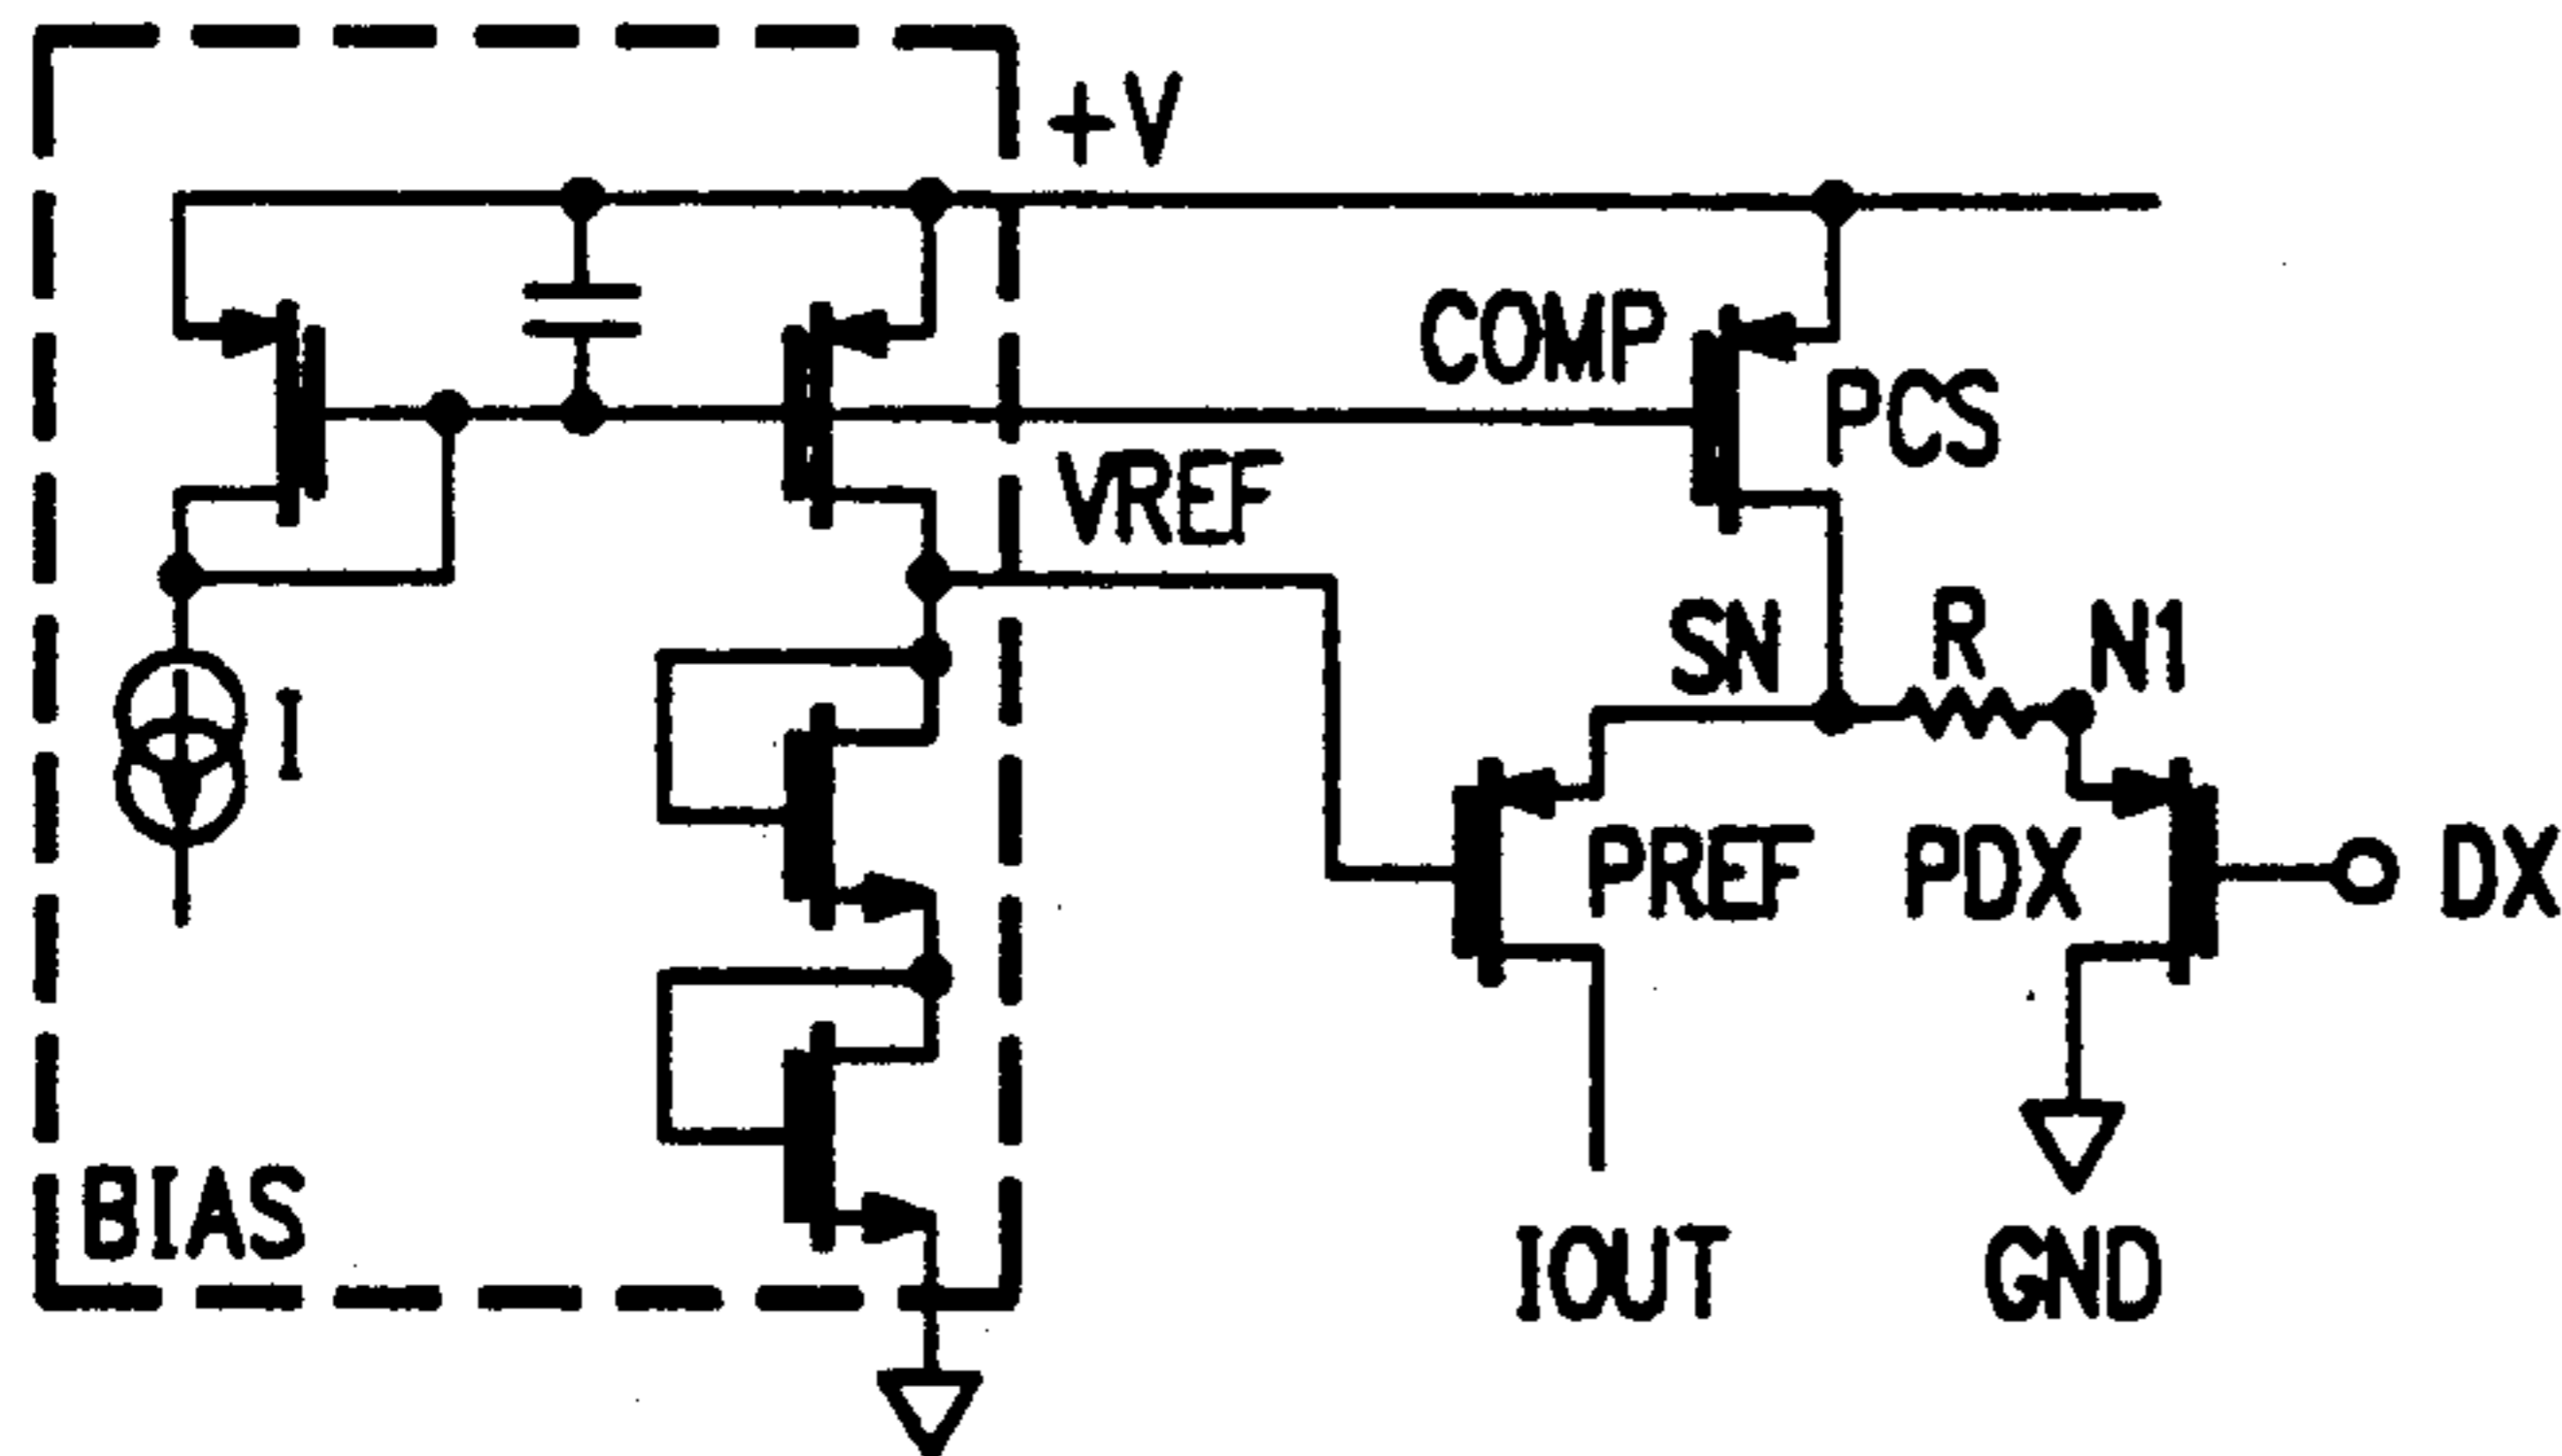 +V
COMP
PCS
VREF
SN
R
N1
I
PREF
PDX
DX
BIAS
IOUT
GND